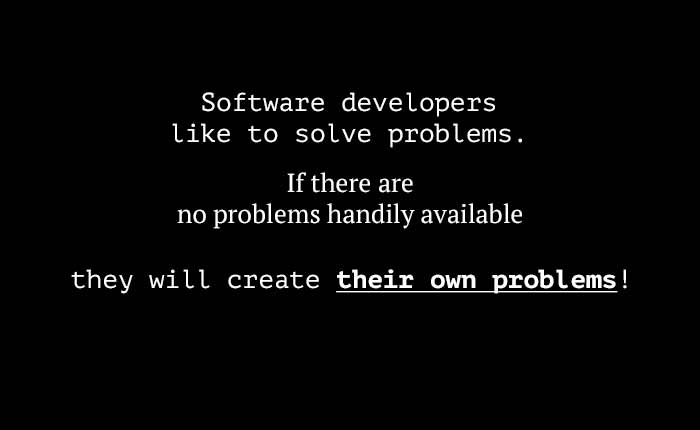 Software developers
like to solve problems.
If there are
no problems handily available
they will create their own problems!